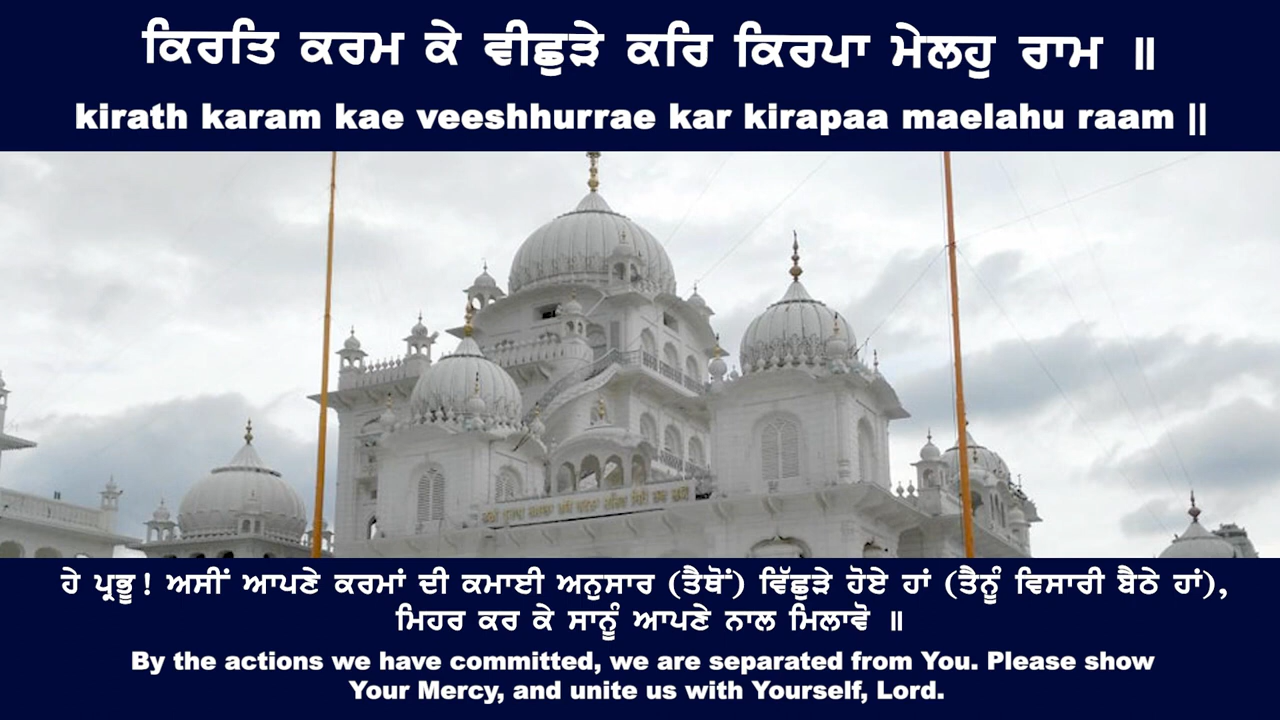 ਕਿਰਤਿ ਕਰਮ ਕੇ ਵੀਛੁੜੇ ਕਰਿ ਕਿਰਪਾ ਮੇਲਹੁ ਰਾਮ ॥
kirath karam kae veeshhurrae kar kirapaa maelahu raam ||
ਹੇ ਪ੍ਰਭੂ! ਅਸੀਂ ਆਪਣੇ ਕਰਮਾਂ ਦੀ ਕਮਾਈ ਅਨੁਸਾਰ (ਤੈਥੋਂ) ਵਿੱਛੁੜੇ ਹੋਏ ਹਾਂ (ਤੈਨੂੰ ਵਿਸਾਰੀ ਬੈਠੇ ਹਾਂ),
ਮਿਹਰ ਕਰ ਕੇ ਸਾਨੂੰ ਆਪਣੇ ਨਾਲ ਮਿਲਾਵੋ ॥
By the actions we have committed, we are separated from You. Please show
Your Mercy, and unite us with Yourself, Lord.